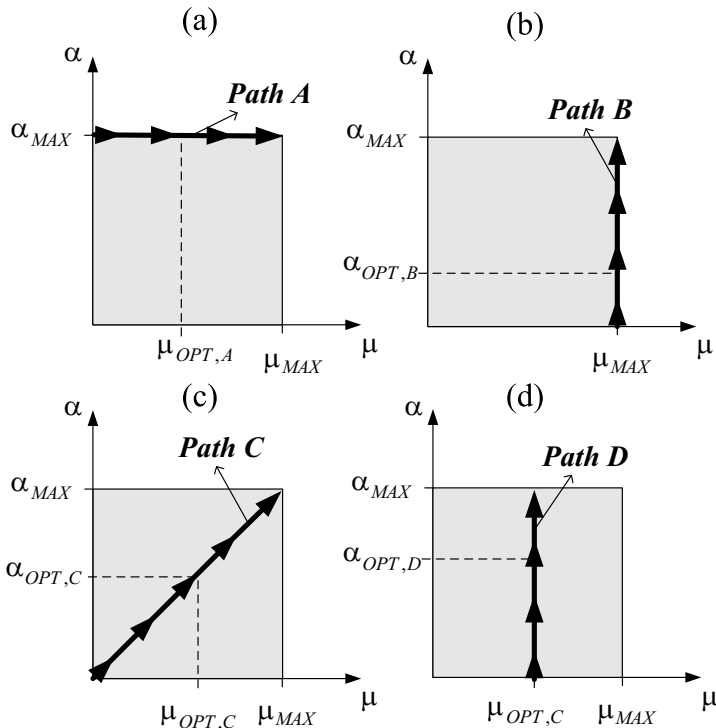 (a)
α
Path A
α_MAX
μ_OPT,A
μ_MAX
μ
(b)
α
Path B
α_MAX
α_OPT,B
μ_MAX
μ
(c)
α
Path C
α_MAX
α_OPT,C
μ_OPT,C
μ_MAX
μ
(d)
α
Path D
α_MAX
α_OPT,D
μ_OPT,C
μ_MAX
μ